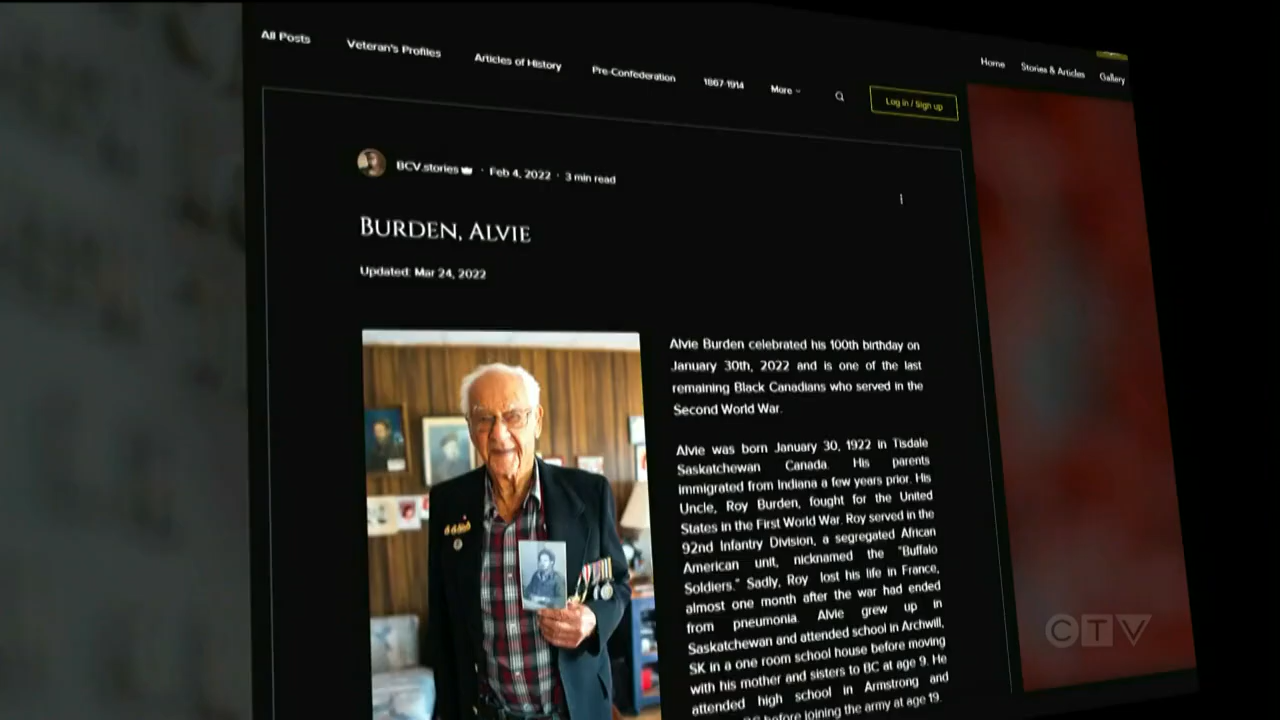 All Posts
Veteran's Profiles
Articles of History
Pre-Confederation
1867-1914
More
Log in / Sign up
Home
Stories & Articles
Gallery
BCV.stories · Feb 4, 2022 · 3 min read
BURDEN, ALVIE
Updated: Mar 24, 2022
Alvie Burden celebrated his 100th birthday on
January 30th, 2022 and is one of the last
remaining Black Canadians who served in the
Second World War.
Alvie was born January 30, 1922 in Tisdale
Saskatchewan Canada. His parents
immigrated from Indiana a few years prior. His
Uncle, Roy Burden, fought for the United
States in the First World War. Roy served in the
92nd Infantry Division, a segregated African
American unit, nicknamed the "Buffalo
Soldiers." Sadly, Roy lost his life in France,
almost one month after the war had ended
from pneumonia. Alvie grew up in
Saskatchewan and attended school in Archwill,
SK in a one room school house before moving
with his mother and sisters to BC at age 9. He
attended high school in Armstrong and
BC before joining the army at age 19.
CTV